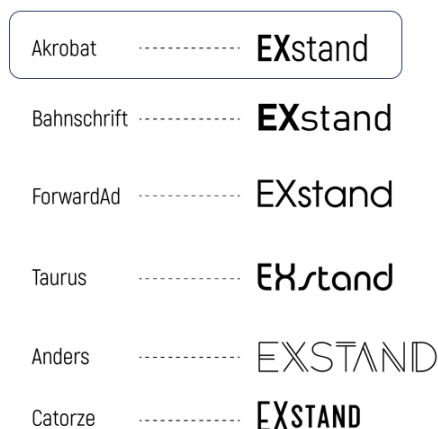 Akrobat EXstand
Bahnschrift EXstand
ForwardAd EXstand
Taurus EXstand
Anders EXSTAND
Catorze EXSTAND